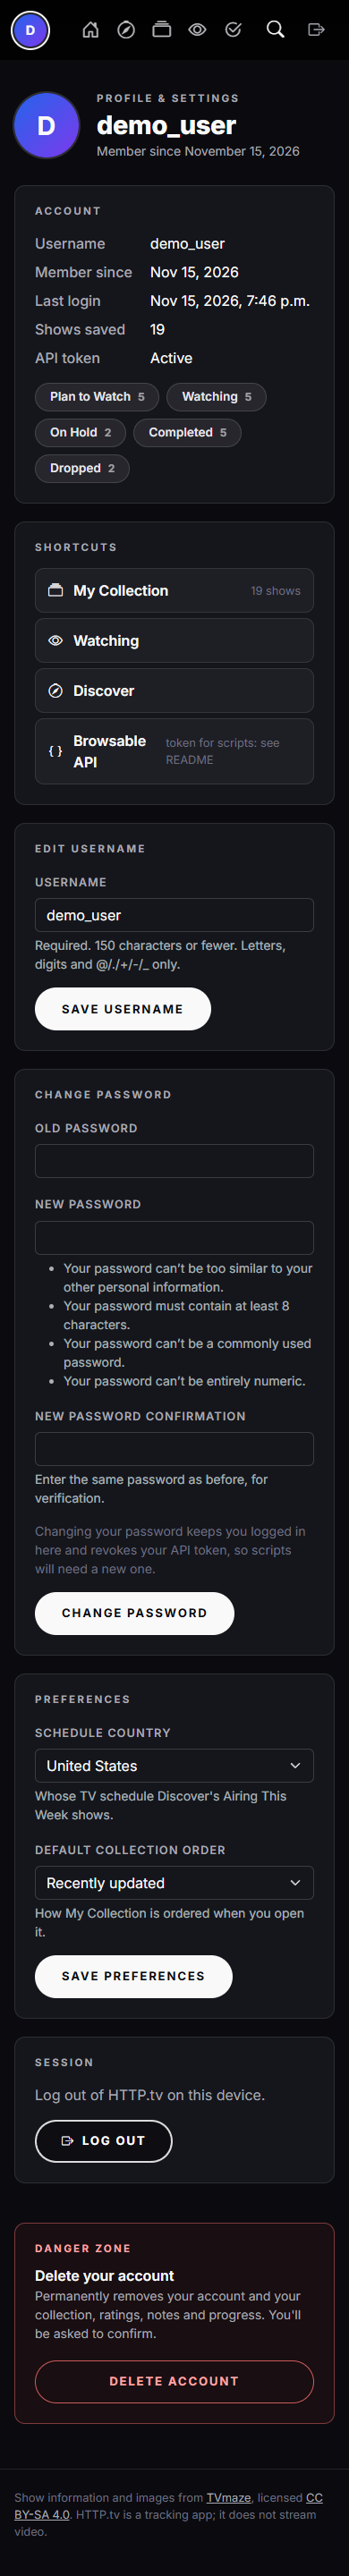 D
D
PROFILE & SETTINGS
demo_user
Member since November 15, 2026
ACCOUNT
Username demo_user
Member since Nov 15, 2026
Last login Nov 15, 2026, 7:46 p.m.
Shows saved 19
API token Active
Plan to Watch 5 Watching 5
On Hold 2 Completed 5
Dropped 2
SHORTCUTS
My Collection 19 shows
Watching
Discover
{ } Browsable API token for scripts: see README
EDIT USERNAME
USERNAME
demo_user
Required. 150 characters or fewer. Letters,
digits and @/./+/-/_ only.
SAVE USERNAME
CHANGE PASSWORD
OLD PASSWORD
NEW PASSWORD
• Your password can't be too similar to your
other personal information.
• Your password must contain at least 8
characters.
• Your password can't be a commonly used
password.
• Your password can't be entirely numeric.
NEW PASSWORD CONFIRMATION
Enter the same password as before, for
verification.
Changing your password keeps you logged in
here and revokes your API token, so scripts
will need a new one.
CHANGE PASSWORD
PREFERENCES
SCHEDULE COUNTRY
United States
Whose TV schedule Discover's Airing This
Week shows.
DEFAULT COLLECTION ORDER
Recently updated
How My Collection is ordered when you open
it.
SAVE PREFERENCES
SESSION
Log out of HTTP.tv on this device.
LOG OUT
DANGER ZONE
Delete your account
Permanently removes your account and your
collection, ratings, notes and progress. You'll
be asked to confirm.
DELETE ACCOUNT
Show information and images from TVmaze, licensed CC
BY-SA 4.0. HTTP.tv is a tracking app; it does not stream
video.